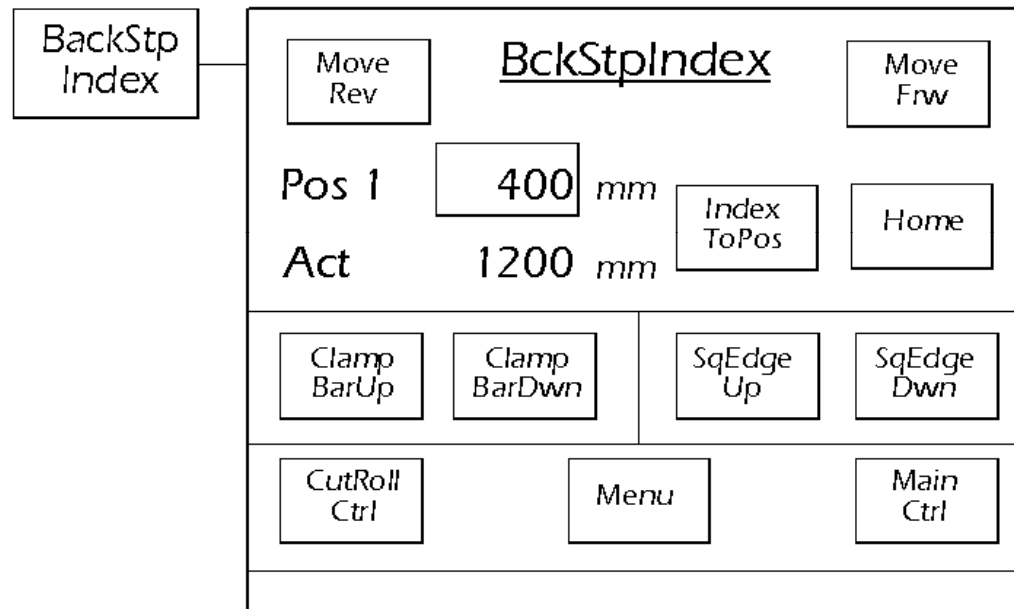 BackStp
Index
BckStpIndex
Move
Rev
Move
Frw
Pos 1 400 mm
Index
ToPos
Home
Act 1200 mm
Clamp
BarUp
Clamp
BarDwn
SqEdge
Up
SqEdge
Dwn
CutRoll
Ctrl
Menu
Main
Ctrl